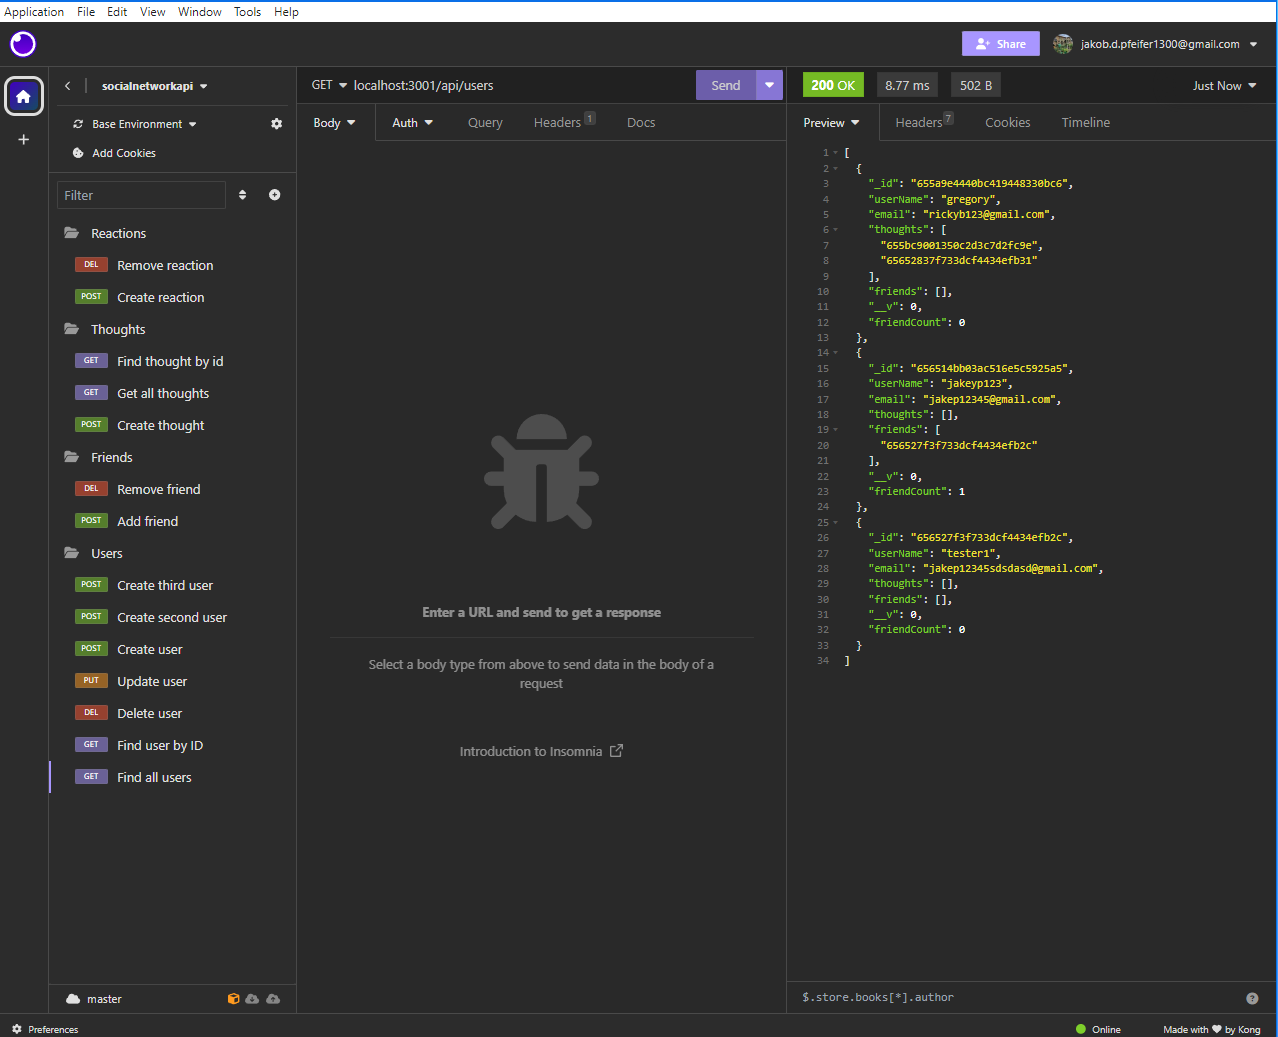 Application File Edit View Window Tools Help
Share jakob.d.pfeifer1300@gmail.com
socialnetworkapi
Base Environment
Add Cookies
Filter
Reactions
DEL Remove reaction
POST Create reaction
Thoughts
GET Find thought by id
GET Get all thoughts
POST Create thought
Friends
DEL Remove friend
POST Add friend
Users
POST Create third user
POST Create second user
POST Create user
PUT Update user
DEL Delete user
GET Find user by ID
GET Find all users
master
GET localhost:3001/api/users Send
Body Auth Query Headers 1 Docs
Enter a URL and send to get a response
Select a body type from above to send data in the body of a
request
Introduction to Insomnia
200 OK 8.77 ms 502 B Just Now
Preview Headers 7 Cookies Timeline
1 [
2 {
3 "_id": "655a9e4440bc419448330bc6",
4 "userName": "gregory",
5 "email": "rickyb123@gmail.com",
6 "thoughts": [
7 "655bc9001350c2d3c7d2fc9e",
8 "65652837f733dcf4434efb31"
9 ],
10 "friends": [],
11 "__v": 0,
12 "friendCount": 0
13 },
14 {
15 "_id": "656514bb03ac516e5c5925a5",
16 "userName": "jakeyp123",
17 "email": "jakep12345@gmail.com",
18 "thoughts": [],
19 "friends": [
20 "656527f3f733dcf4434efb2c"
21 ],
22 "__v": 0,
23 "friendCount": 1
24 },
25 {
26 "_id": "656527f3f733dcf4434efb2c",
27 "userName": "tester1",
28 "email": "jakep12345sdsdasd@gmail.com",
29 "thoughts": [],
30 "friends": [],
31 "__v": 0,
32 "friendCount": 0
33 }
34 ]
$.store.books[*].author
Preferences
Online Made with ♥ by Kong